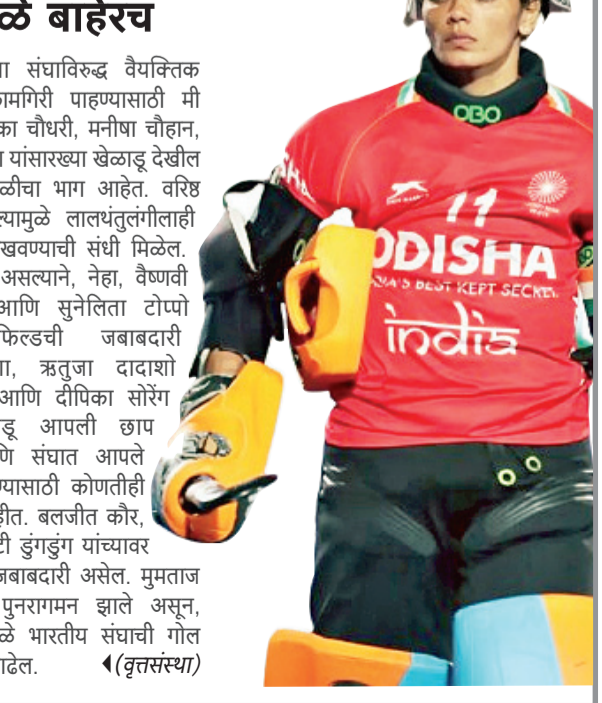 ळे बाहेरच
संघाविरुद्ध वैयक्तिक
कामगिरी पाहण्यासाठी मी
का चौधरी, मनीषा चौहान,
यांसारख्या खेळाडू देखील
ळीचा भाग आहेत. वरिष्ठ
ल्यामुळे लालथंतुलंगीलाही
खवण्याची संधी मिळेल.
असल्याने, नेहा, वैष्णवी
आणि सुनेलिता टोप्पो
फिल्डची जबाबदारी
ऋतुजा दादाशो
आणि दीपिका सोरेंग
डू आपली छाप
णि संघात आपले
ण्यासाठी कोणतीही
बलजीत कौर,
टी डुंगडुंग यांच्यावर
जबाबदारी असेल. मुमताज
पुनरागमन झाले असून,
ळे भारतीय संघाची गोल
ाढेल. (वृत्तसंस्था)
OBO
SHA
11
ODISHA
INDIA'S BEST KEPT SECRET
india